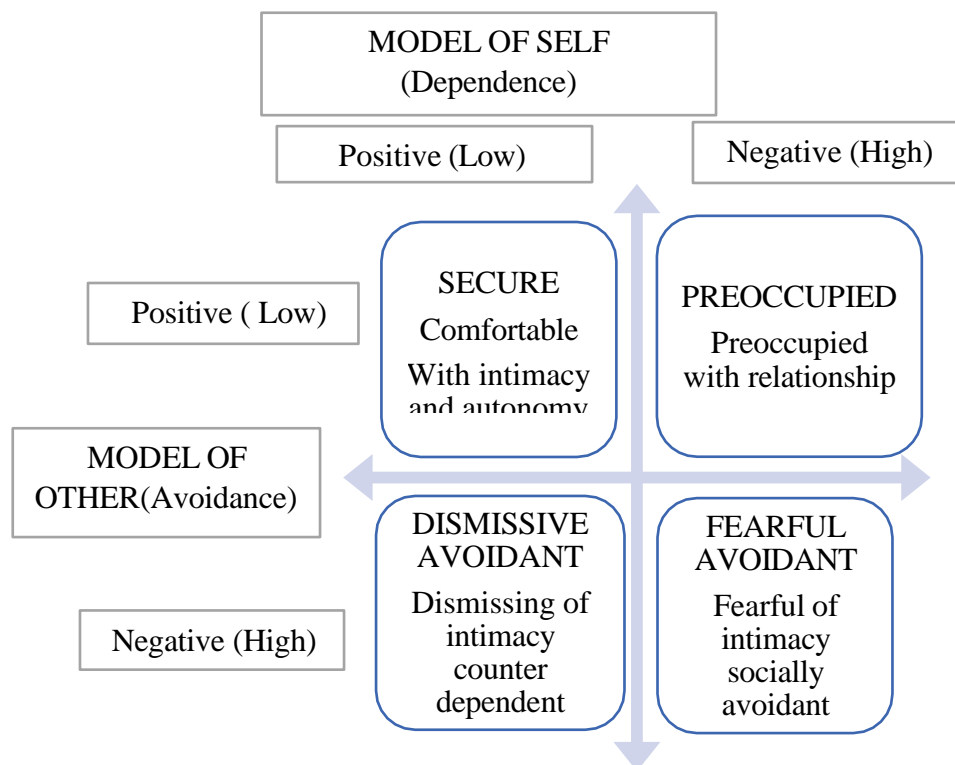 MODEL OF SELF
(Dependence)
Positive (Low)
Negative (High)
Positive ( Low)
SECURE
Comfortable
With intimacy
and autonomy
PREOCCUPIED
Preoccupied
with relationship
MODEL OF
OTHER(Avoidance)
Negative (High)
DISMISSIVE
AVOIDANT
Dismissing of
intimacy
counter
dependent
FEARFUL
AVOIDANT
Fearful of
intimacy
socially
avoidant